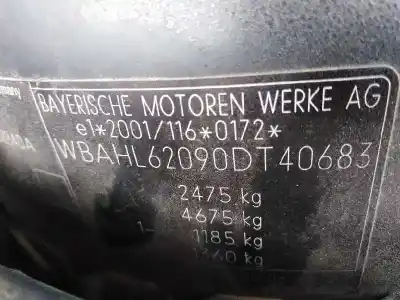 BAYERISCHE MOTOREN WERKE AG
e1*2001/116*0172*
WBAHL62090DT40683
2475 kg
4675 kg
1- 1185 kg